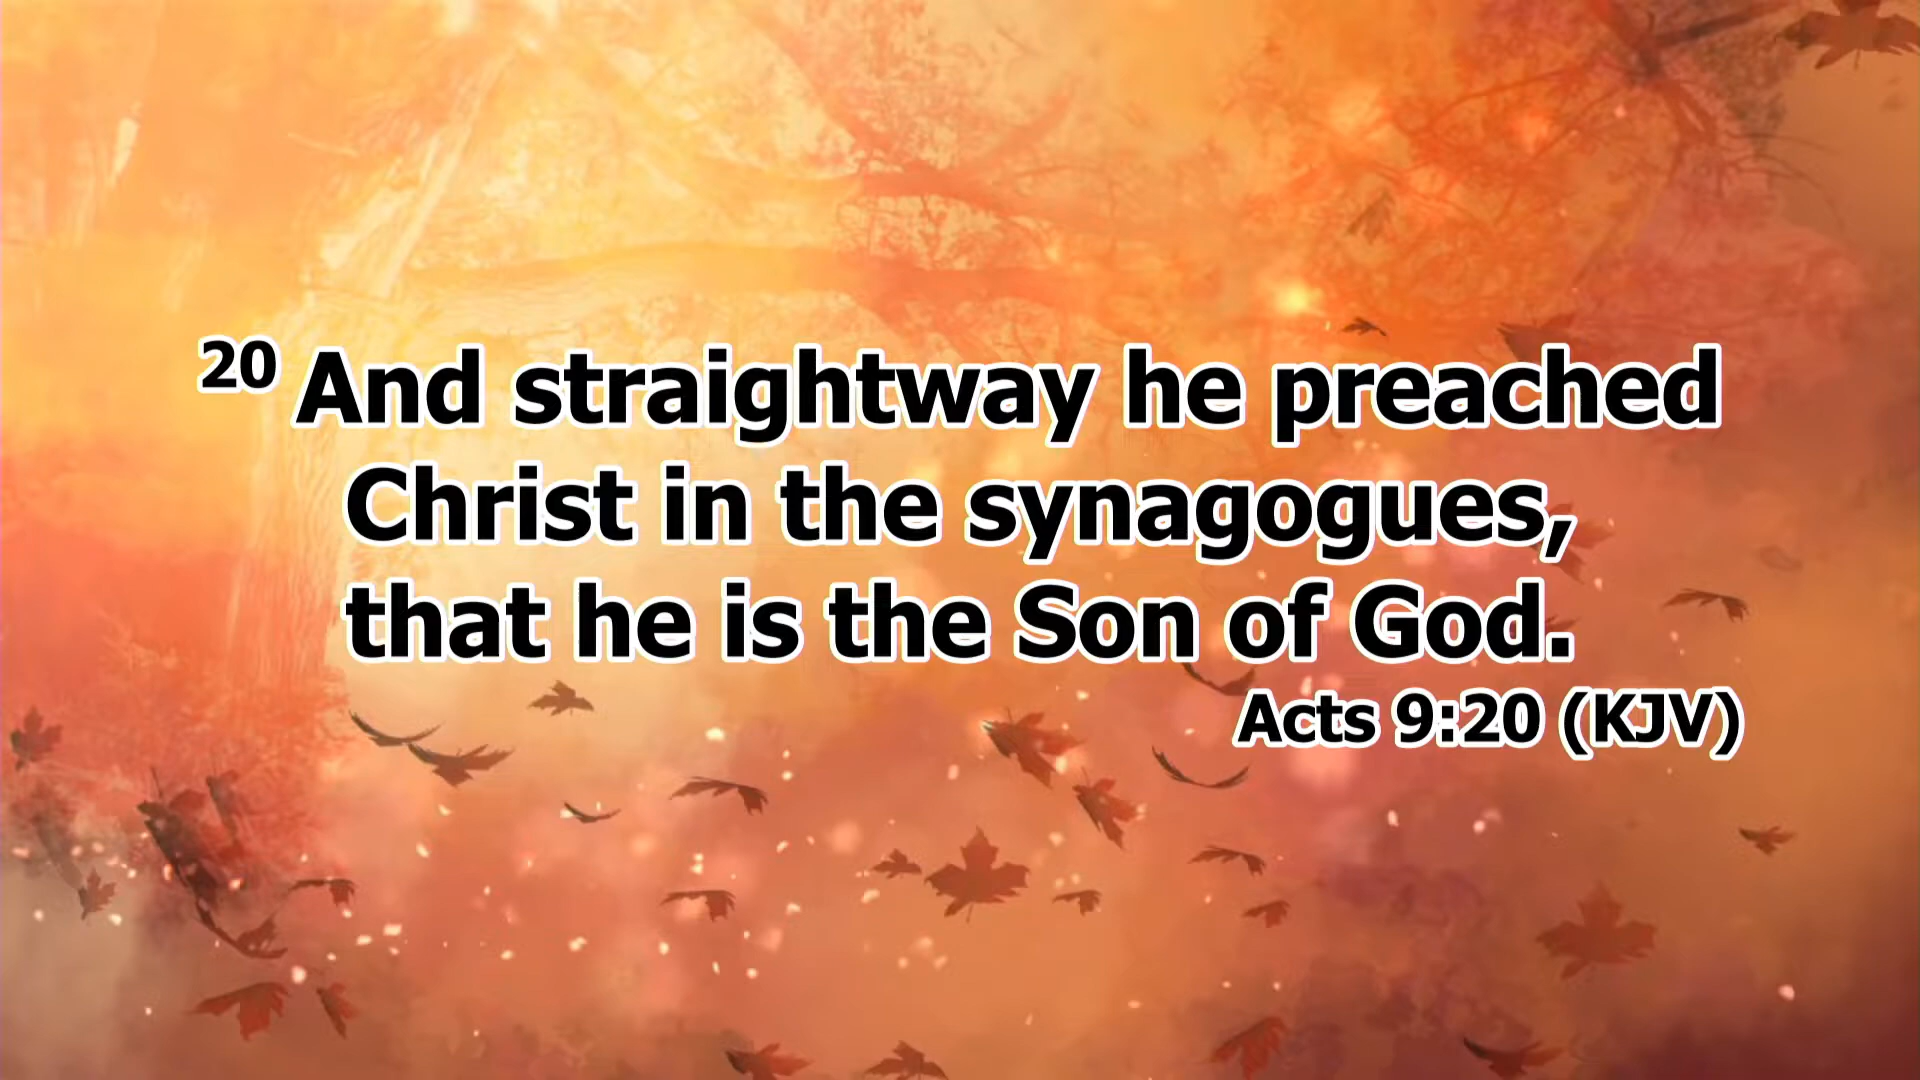 20 And straightway he preached
Christ in the synagogues,
that he is the Son of God.
Acts 9:20 (KJV)